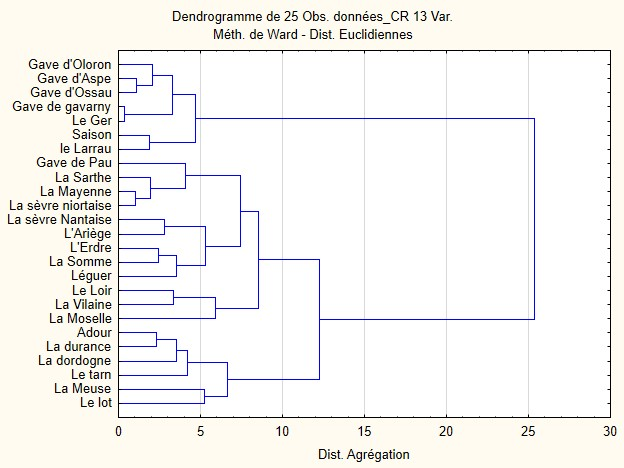 Dendrogramme de 25 Obs. données_CR 13 Var.
Méth. de Ward - Dist. Euclidiennes
Gave d'Oloron
Gave d'Aspe
Gave d'Ossau
Gave de gavarny
Le Ger
Saison
le Larrau
Gave de Pau
La Sarthe
La Mayenne
La sèvre niortaise
La sèvre Nantaise
L'Ariège
L'Erdre
La Somme
Léguer
Le Loir
La Vilaine
La Moselle
Adour
La durance
La dordogne
Le tarn
La Meuse
Le lot
0 5 10 15 20 25 30
Dist. Agrégation